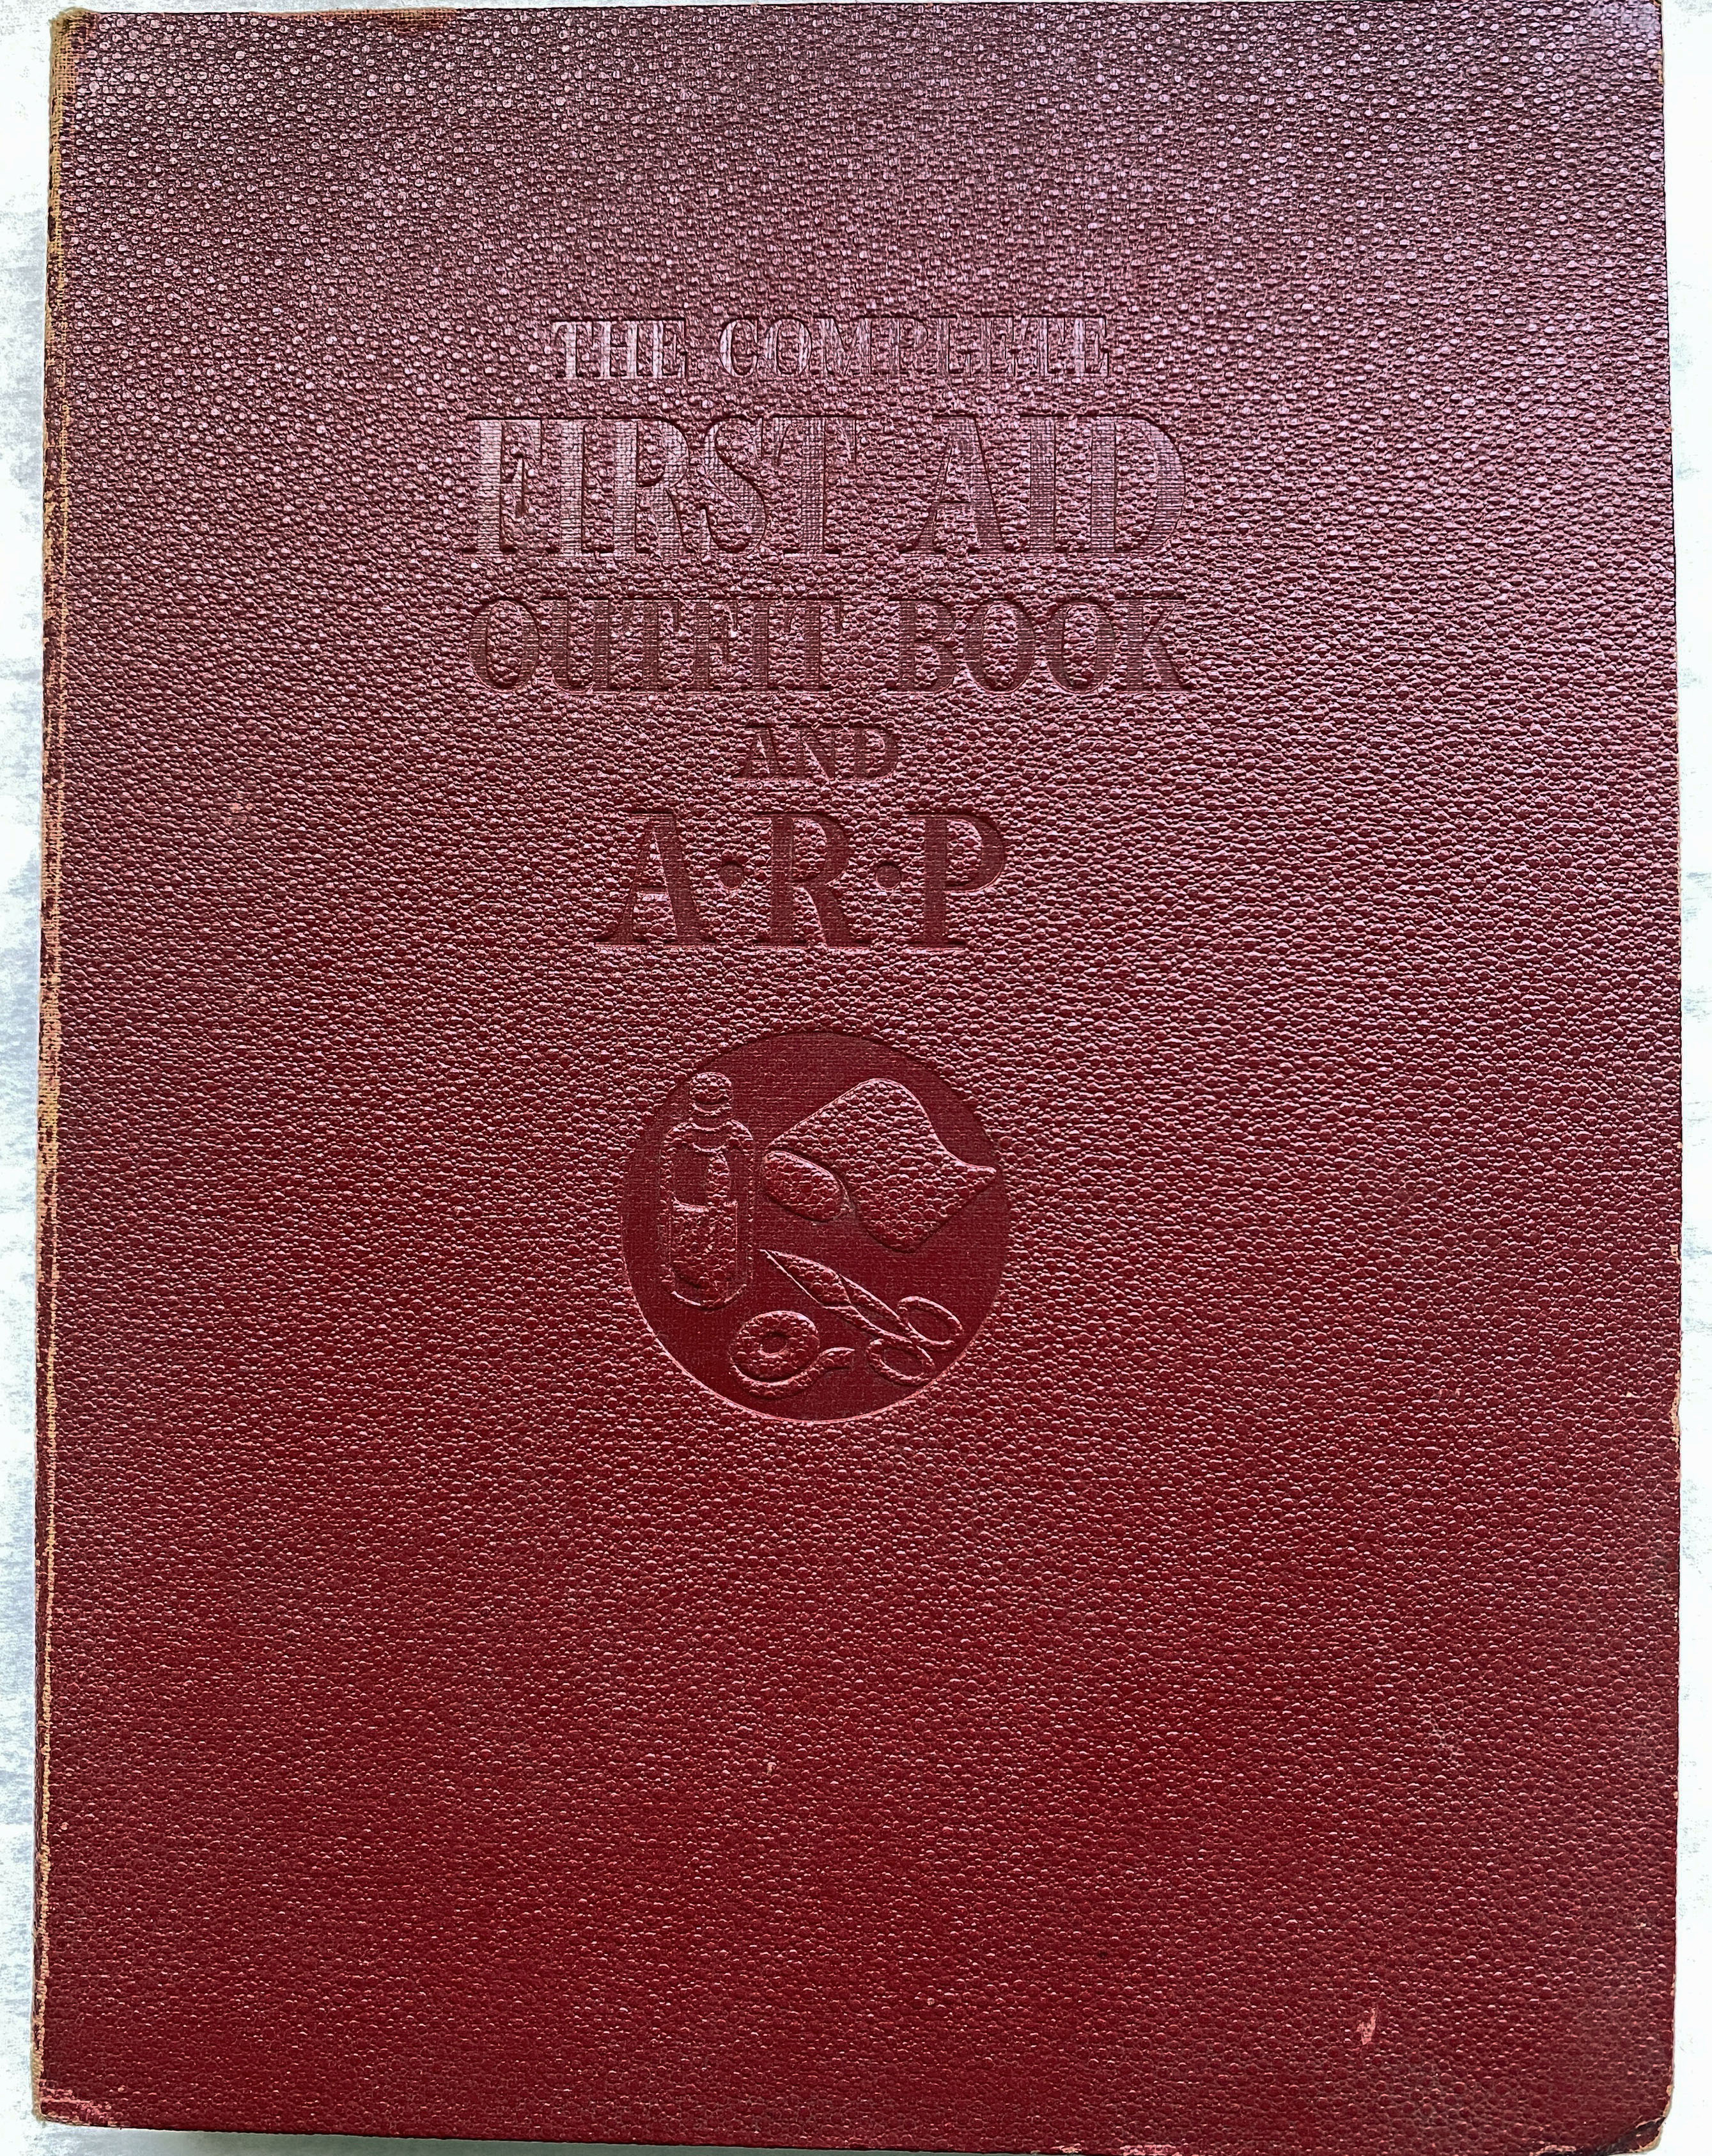 THE COMPLETE
FIRST AID
OUTFIT BOOK
AND
A·R·P